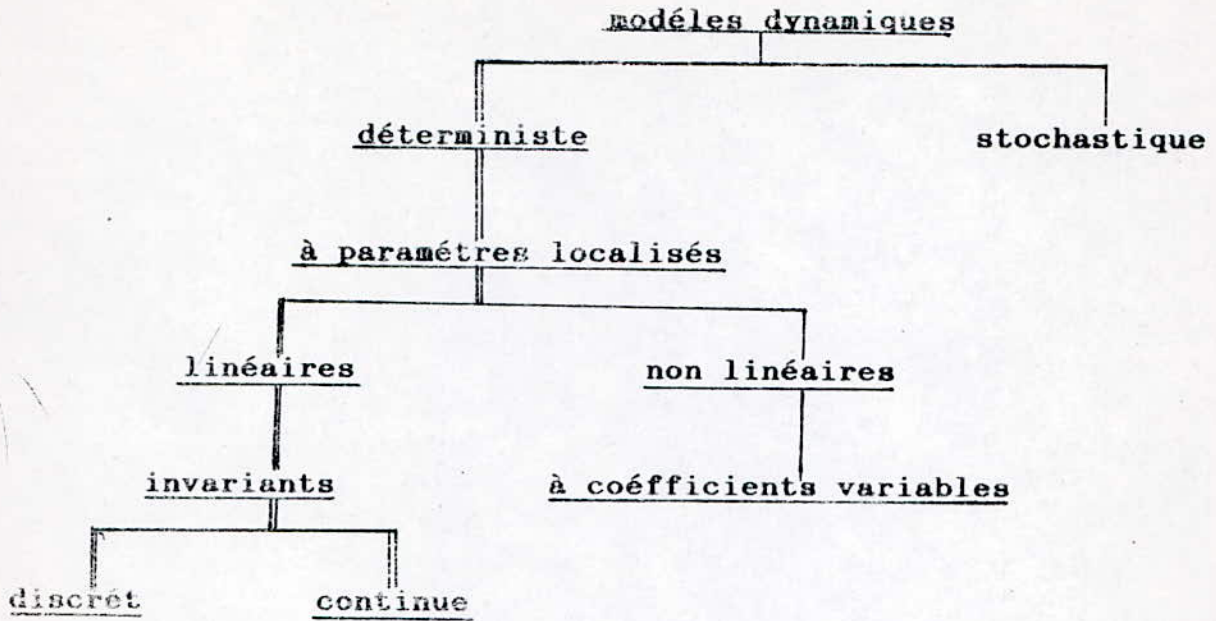 modéles dynamiques
déterministe
stochastique
à paramétres localisés
linéaires
non linéaires
invariants
à coéfficients variables
discrét
continue